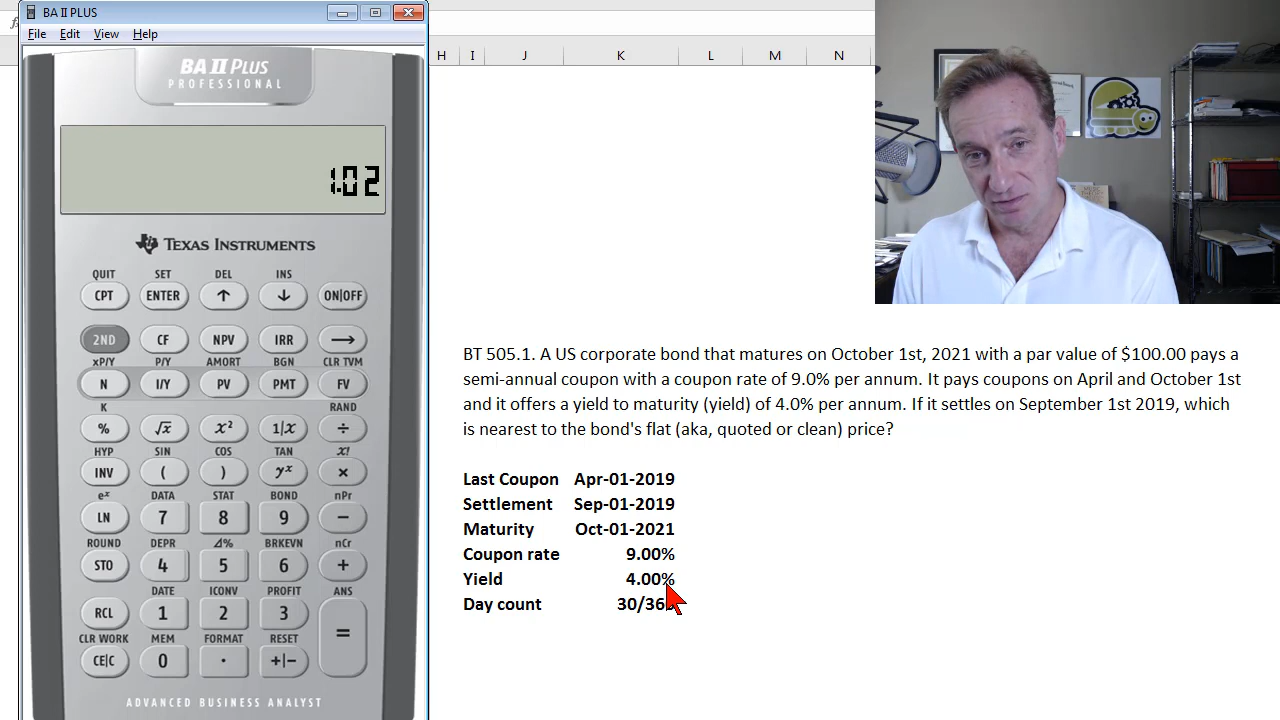 BA II PLUS
File Edit View Help
H I J K L M N
BA II PLUS
PROFESSIONAL
1.02
TEXAS INSTRUMENTS
QUIT SET DEL INS
CPT ENTER ↑ ↓ ON|OFF
2ND CF NPV IRR →
xP/Y P/Y AMORT BGN CLR TVM
N I/Y PV PMT FV
K RAND
% √x x² 1/x ÷
HYP SIN COS TAN x!
INV ( ) yˣ ×
eˣ DATA STAT BOND nPr
LN 7 8 9 −
ROUND DEPR Δ% BRKEVN nCr
STO 4 5 6 +
DATE ICONV PROFIT ANS
RCL 1 2 3 =
CLR WORK MEM FORMAT RESET
CE|C 0 . +|−
ADVANCED BUSINESS ANALYST
BT 505.1. A US corporate bond that matures on October 1st, 2021 with a par value of $100.00 pays a
semi-annual coupon with a coupon rate of 9.0% per annum. It pays coupons on April and October 1st
and it offers a yield to maturity (yield) of 4.0% per annum. If it settles on September 1st 2019, which
is nearest to the bond's flat (aka, quoted or clean) price?
Last Coupon Apr-01-2019
Settlement Sep-01-2019
Maturity Oct-01-2021
Coupon rate 9.00%
Yield 4.00%
Day count